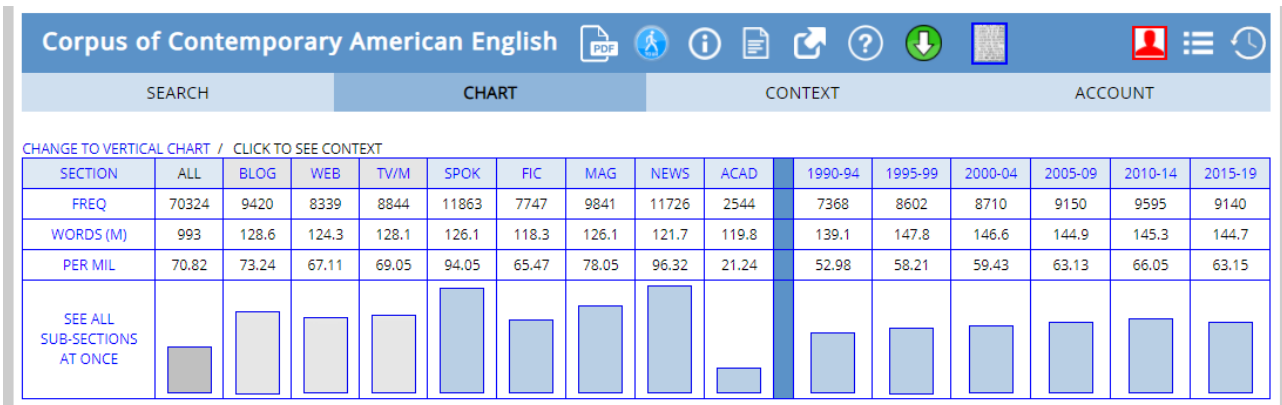 Corpus of Contemporary American English PDF
SEARCH CHART CONTEXT ACCOUNT
CHANGE TO VERTICAL CHART / CLICK TO SEE CONTEXT
SECTION ALL BLOG WEB TV/M SPOK FIC MAG NEWS ACAD 1990-94 1995-99 2000-04 2005-09 2010-14 2015-19
FREQ 70324 9420 8339 8844 11863 7747 9841 11726 2544 7368 8602 8710 9150 9595 9140
WORDS (M) 993 128.6 124.3 128.1 126.1 118.3 126.1 121.7 119.8 139.1 147.8 146.6 144.9 145.3 144.7
PER MIL 70.82 73.24 67.11 69.05 94.05 65.47 78.05 96.32 21.24 52.98 58.21 59.43 63.13 66.05 63.15
SEE ALL
SUB-SECTIONS
AT ONCE